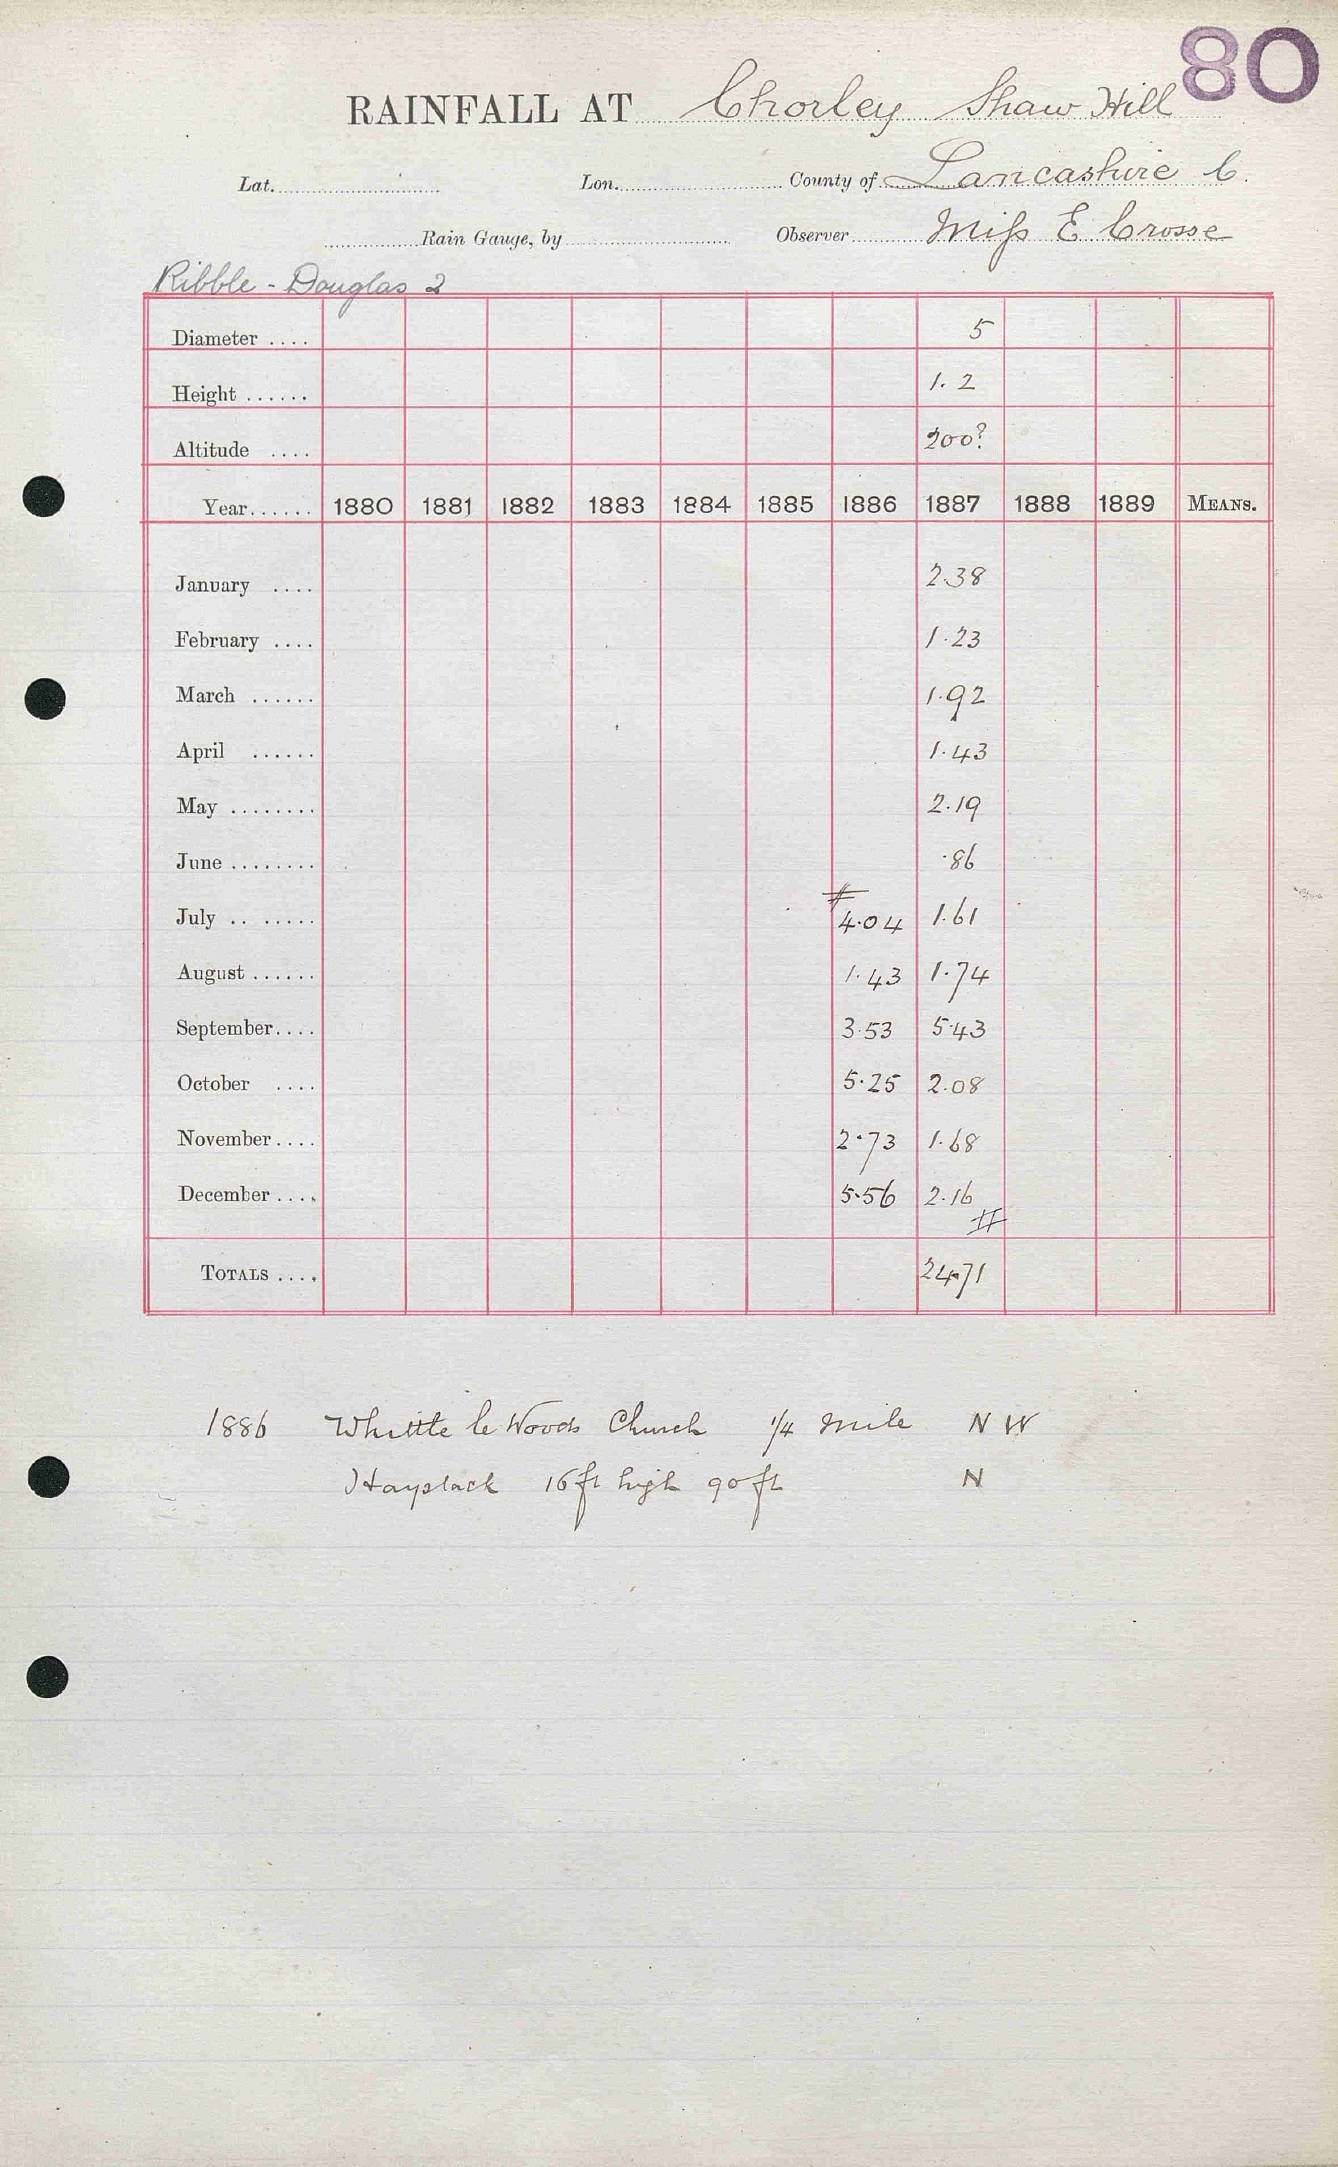 80
RAINFALL AT Chorley Shaw Hill
Lat. Lon. County of Lancashire C.
Rain Gauge, by Observer Miss E Crosse
Ribble - Douglas 2
Diameter .... 5
Height ...... 1.2
Altitude .... 200?
Year...... 1880 1881 1882 1883 1884 1885 1886 1887 1888 1889 MEANS.
January .... 2.38
February .... 1.23
March ...... 1.92
April ...... 1.43
May ........ 2.19
June ........ .86
July .. ..... 4.04 1.61
August ...... 1.43 1.74
September.... 3.53 5.43
October .... 5.25 2.08
November .... 2.73 1.68
December .... 5.56 2.16
TOTALS .... 24.71
1886 Whittle le Woods Church 1/4 mile N W
Haystack 16ft high 90ft N